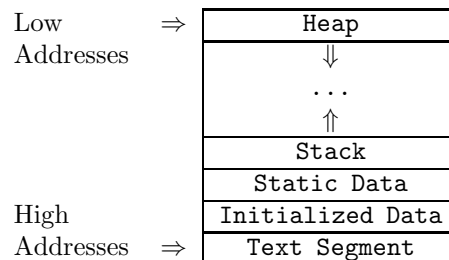 Low ⇒ Heap
Addresses ⇓
...
⇑
Stack
Static Data
High Initialized Data
Addresses ⇒ Text Segment